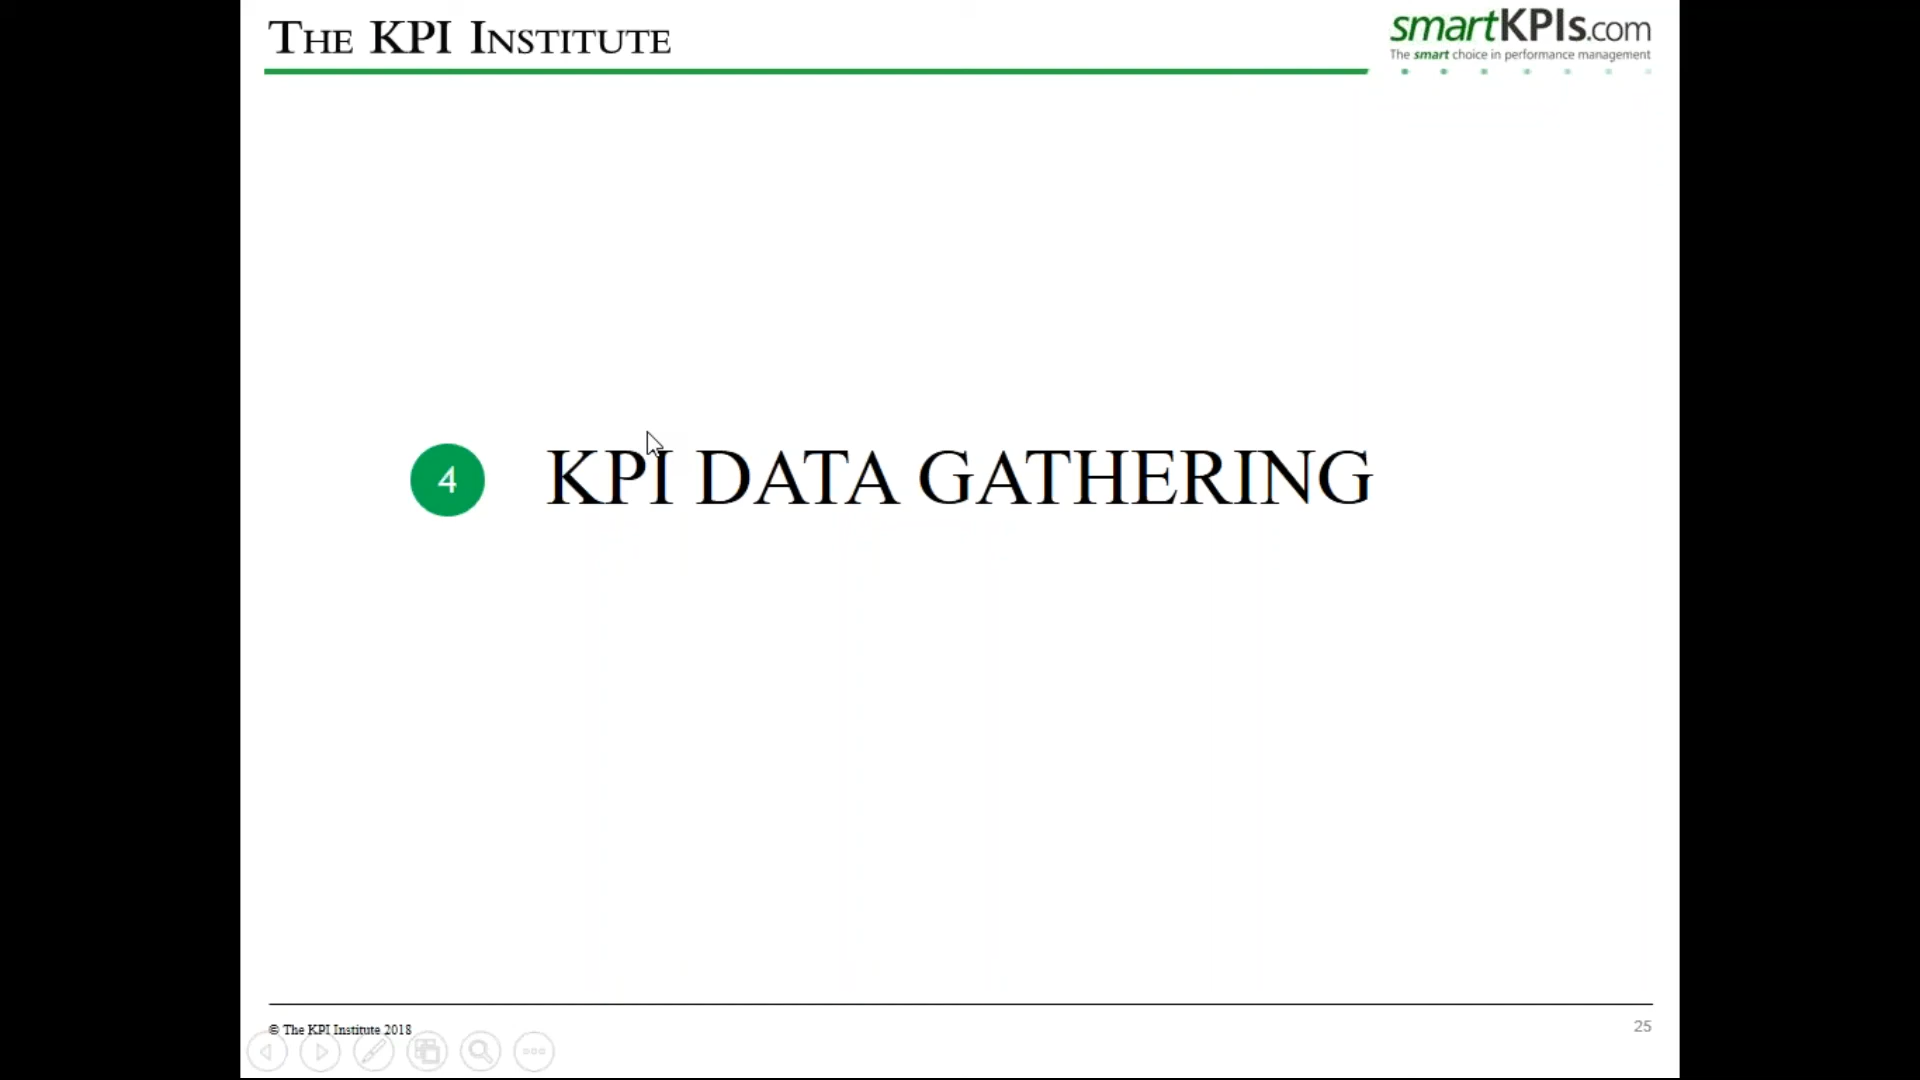 THE KPI INSTITUTE
smartKPIs.com
The smart choice in performance management
4
KPI DATA GATHERING
© The KPI Institute 2018
25